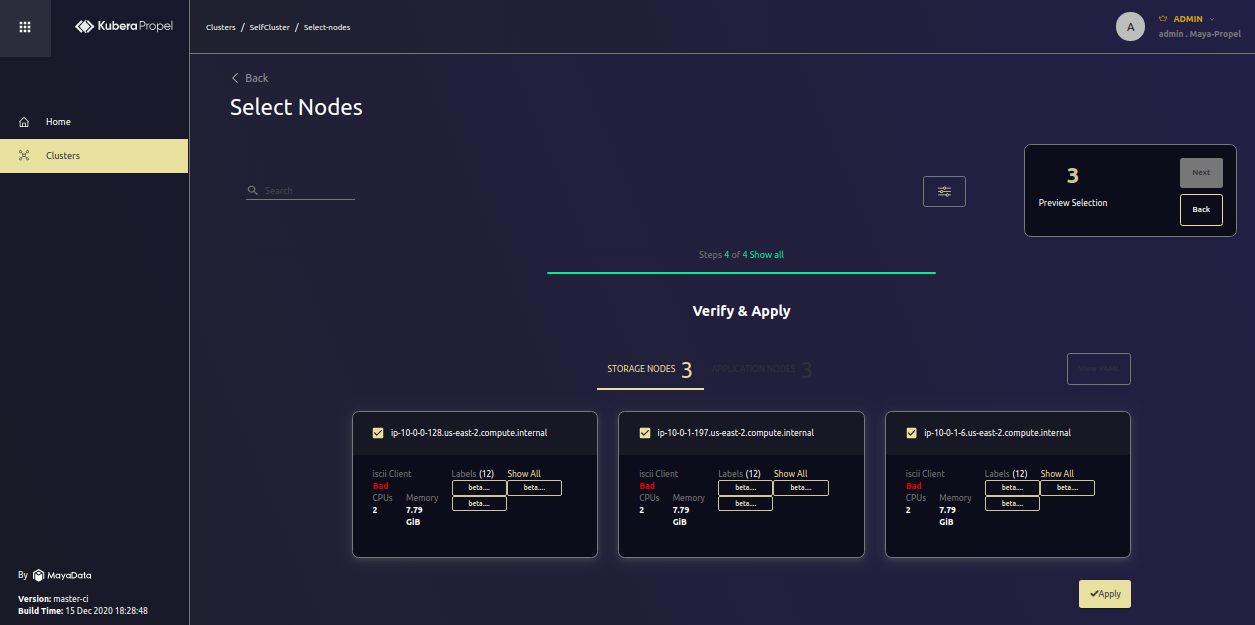 Kubera Propel
Clusters / SelfCluster / Select-nodes
A
ADMIN
admin . Maya-Propel
Home
Clusters
Back
Select Nodes
Search
3
Preview Selection
Next
Back
Steps 4 of 4 Show all
Verify & Apply
STORAGE NODES 3
APPLICATION NODES 3
View YAML
ip-10-0-0-128.us-east-2.compute.internal
iscii Client
Bad
CPUs Memory
2 7.79
GiB
Labels (12) Show All
beta.... beta....
beta....
ip-10-0-1-197.us-east-2.compute.internal
iscii Client
Bad
CPUs Memory
2 7.79
GiB
Labels (12) Show All
beta.... beta....
beta....
ip-10-0-1-6.us-east-2.compute.internal
iscii Client
Bad
CPUs Memory
2 7.79
GiB
Labels (12) Show All
beta.... beta....
beta....
Apply
By MayaData
Version: master-ci
Build Time: 15 Dec 2020 18:28:48